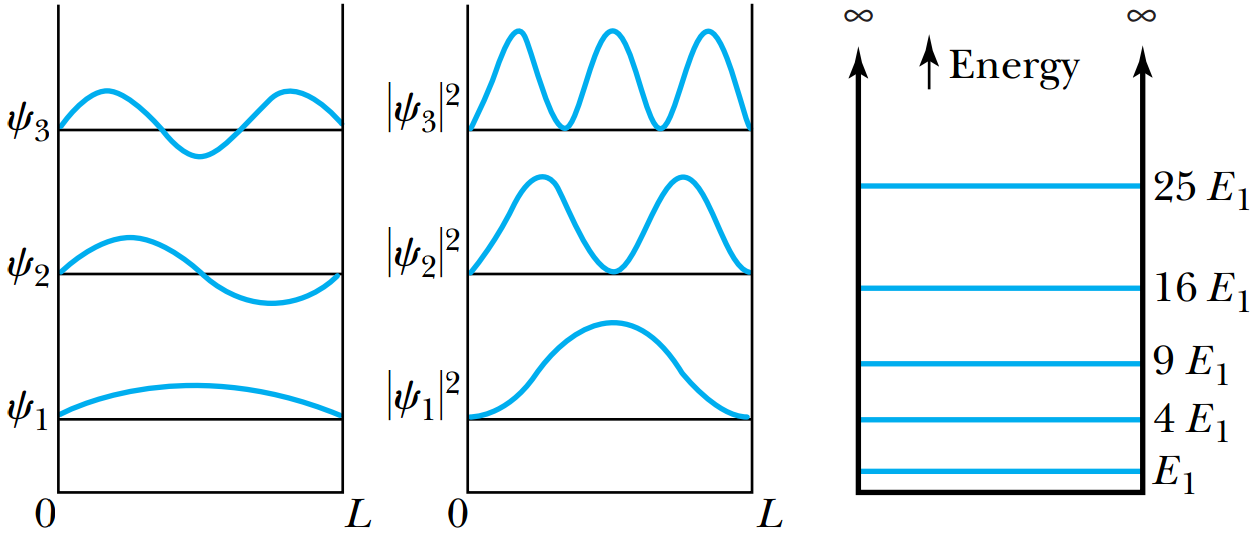 ψ₃
ψ₂
ψ₁
0 L
|ψ₃|²
|ψ₂|²
|ψ₁|²
0 L
∞ ∞
Energy
25 E₁
16 E₁
9 E₁
4 E₁
E₁